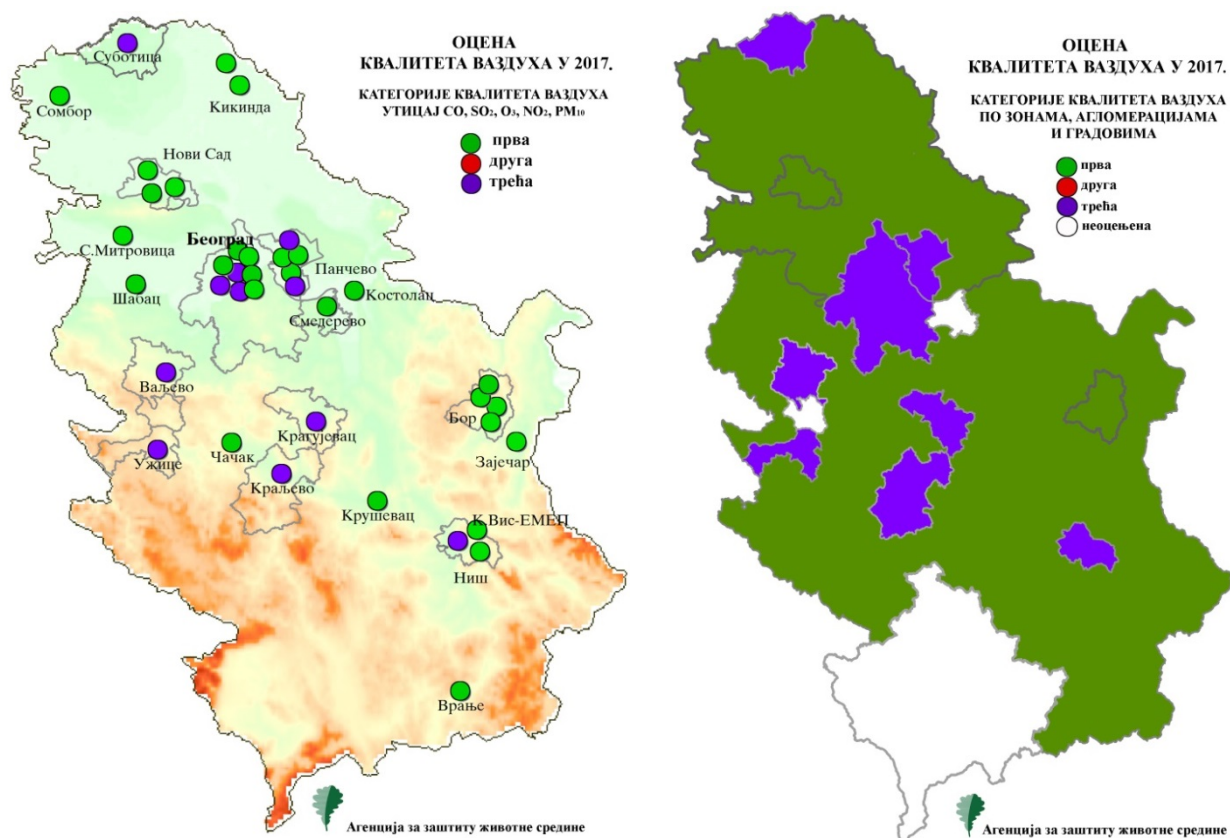 ОЦЕНА
КВАЛИТЕТА ВАЗДУХА У 2017.
КАТЕГОРИЈЕ КВАЛИТЕТА ВАЗДУХА
УТИЦАЈ CO, SO₂, O₃, NO₂, PM₁₀
прва
друга
трећа
Суботица
Сомбор
Кикинда
Нови Сад
С.Митровица
Београд
Панчево
Шабац
Костолац
Смедерево
Ваљево
Крагујевац
Бор
Ужице
Чачак
Зајечар
Краљево
Крушевац
К.Вис-ЕМЕП
Ниш
Врање
Агенција за заштиту животне средине
ОЦЕНА
КВАЛИТЕТА ВАЗДУХА У 2017.
КАТЕГОРИЈЕ КВАЛИТЕТА ВАЗДУХА
ПО ЗОНАМА, АГЛОМЕРАЦИЈАМА
И ГРАДОВИМА
прва
друга
трећа
неоцењена
Агенција за заштиту животне средине